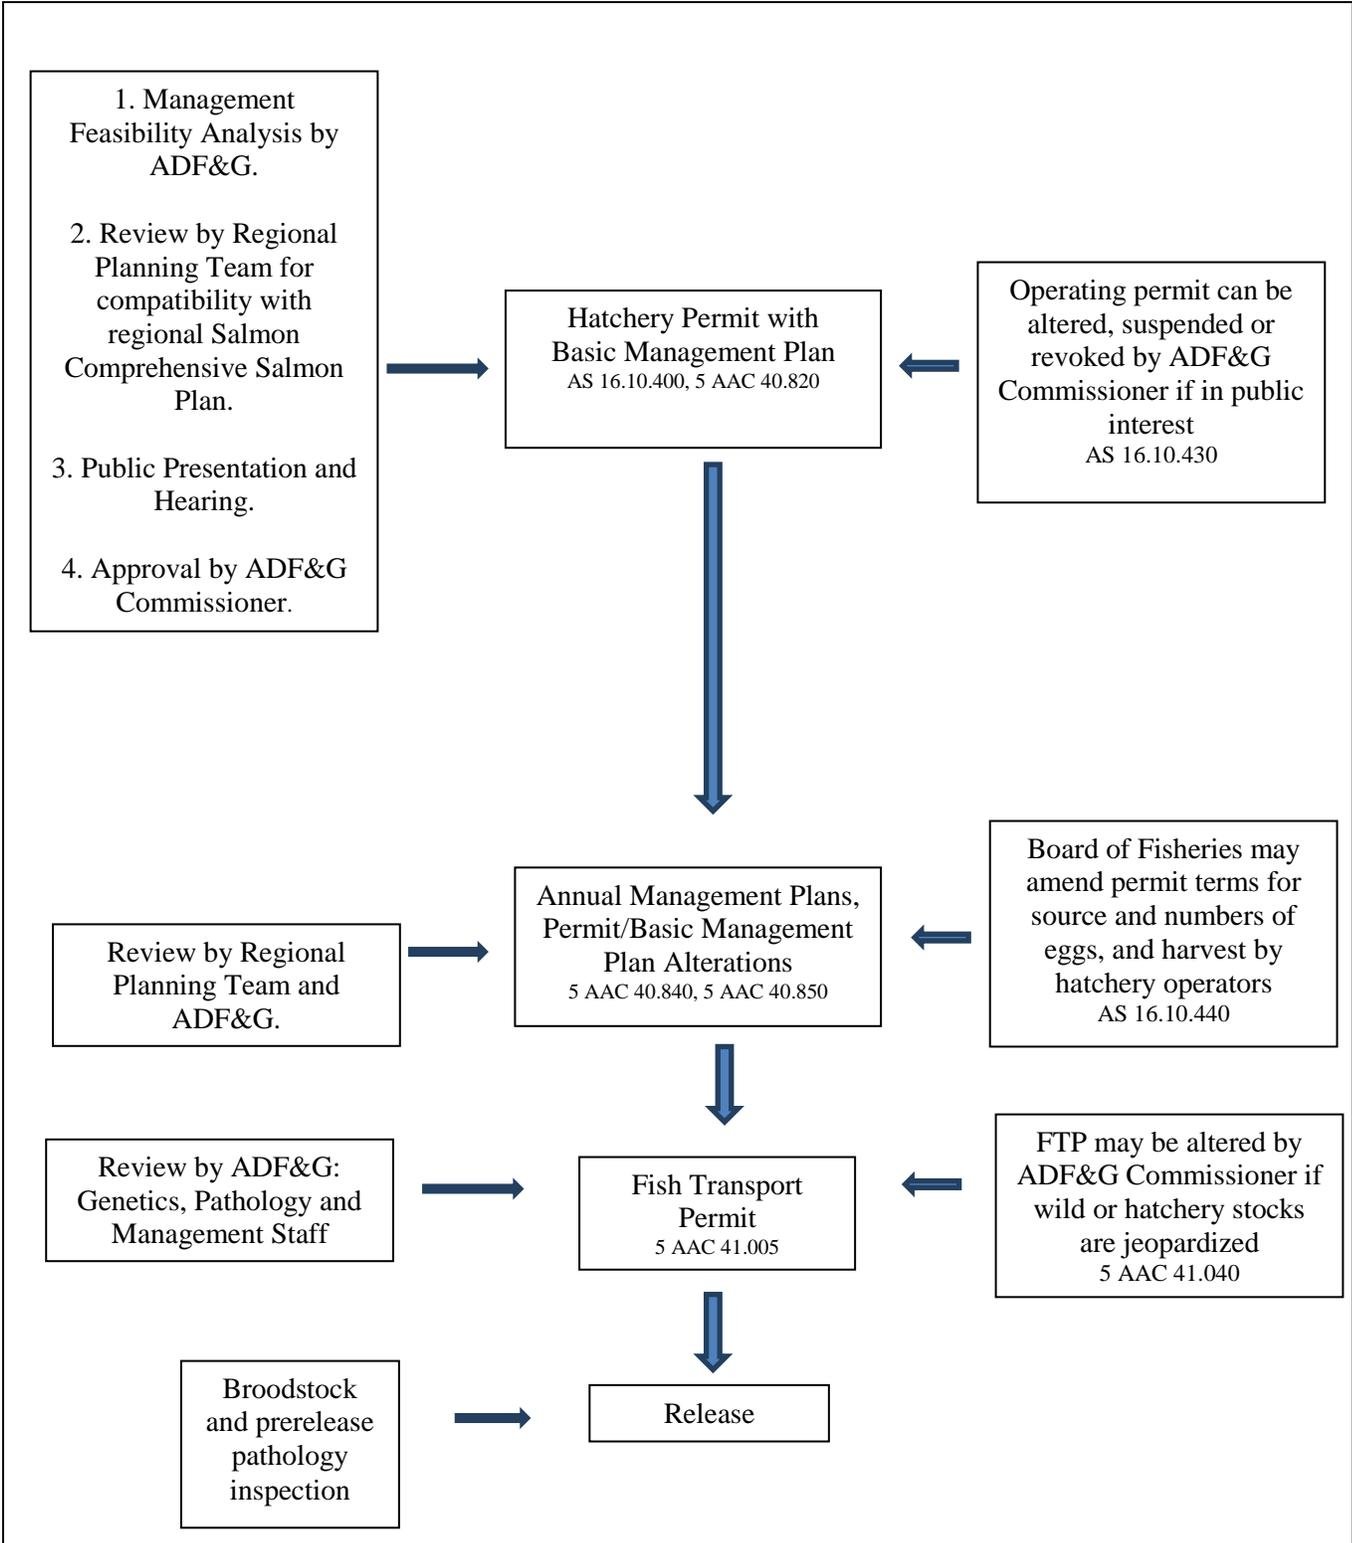 1. Management
Feasibility Analysis by
ADF&G.
2. Review by Regional
Planning Team for
compatibility with
regional Salmon
Comprehensive Salmon
Plan.
3. Public Presentation and
Hearing.
4. Approval by ADF&G
Commissioner.
Hatchery Permit with
Basic Management Plan
AS 16.10.400, 5 AAC 40.820
Operating permit can be
altered, suspended or
revoked by ADF&G
Commissioner if in public
interest
AS 16.10.430
Review by Regional
Planning Team and
ADF&G.
Annual Management Plans,
Permit/Basic Management
Plan Alterations
5 AAC 40.840, 5 AAC 40.850
Board of Fisheries may
amend permit terms for
source and numbers of
eggs, and harvest by
hatchery operators
AS 16.10.440
Review by ADF&G:
Genetics, Pathology and
Management Staff
Fish Transport
Permit
5 AAC 41.005
FTP may be altered by
ADF&G Commissioner if
wild or hatchery stocks
are jeopardized
5 AAC 41.040
Broodstock
and prerelease
pathology
inspection
Release